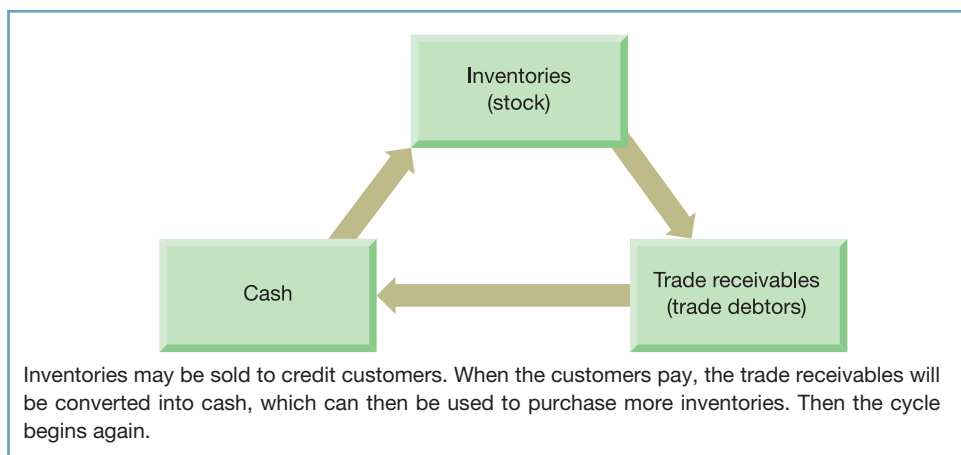 Inventories
(stock)
Cash
Trade receivables
(trade debtors)
Inventories may be sold to credit customers. When the customers pay, the trade receivables will
be converted into cash, which can then be used to purchase more inventories. Then the cycle
begins again.